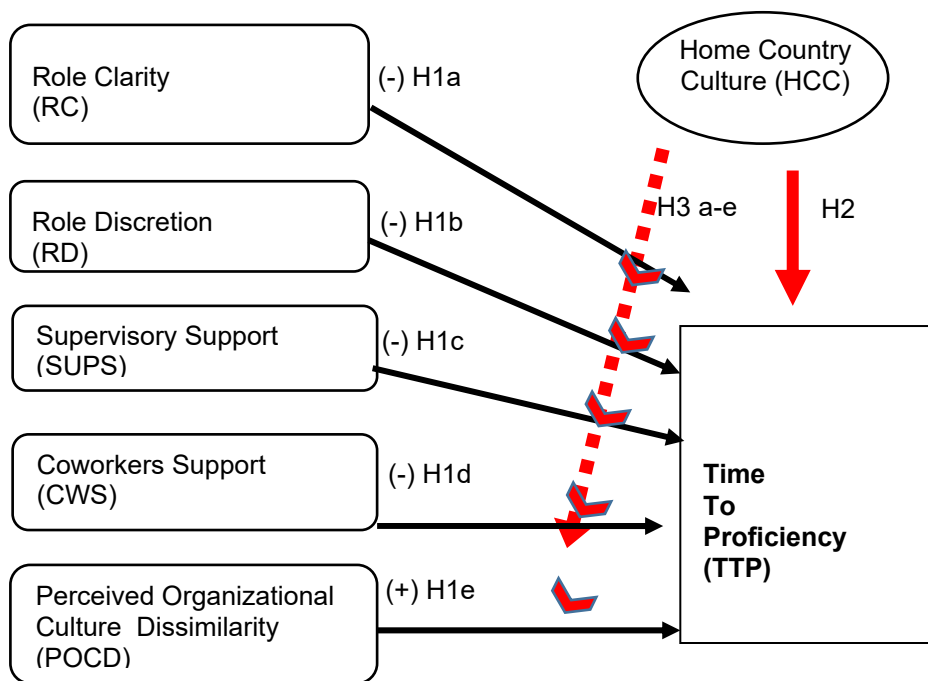 Role Clarity
(RC)
(-) H1a
Home Country
Culture (HCC)
Role Discretion
(RD)
(-) H1b
H3 a-e
H2
Supervisory Support
(SUPS)
(-) H1c
Coworkers Support
(CWS)
(-) H1d
Time
To
Proficiency
(TTP)
Perceived Organizational
Culture Dissimilarity
(POCD)
(+) H1e